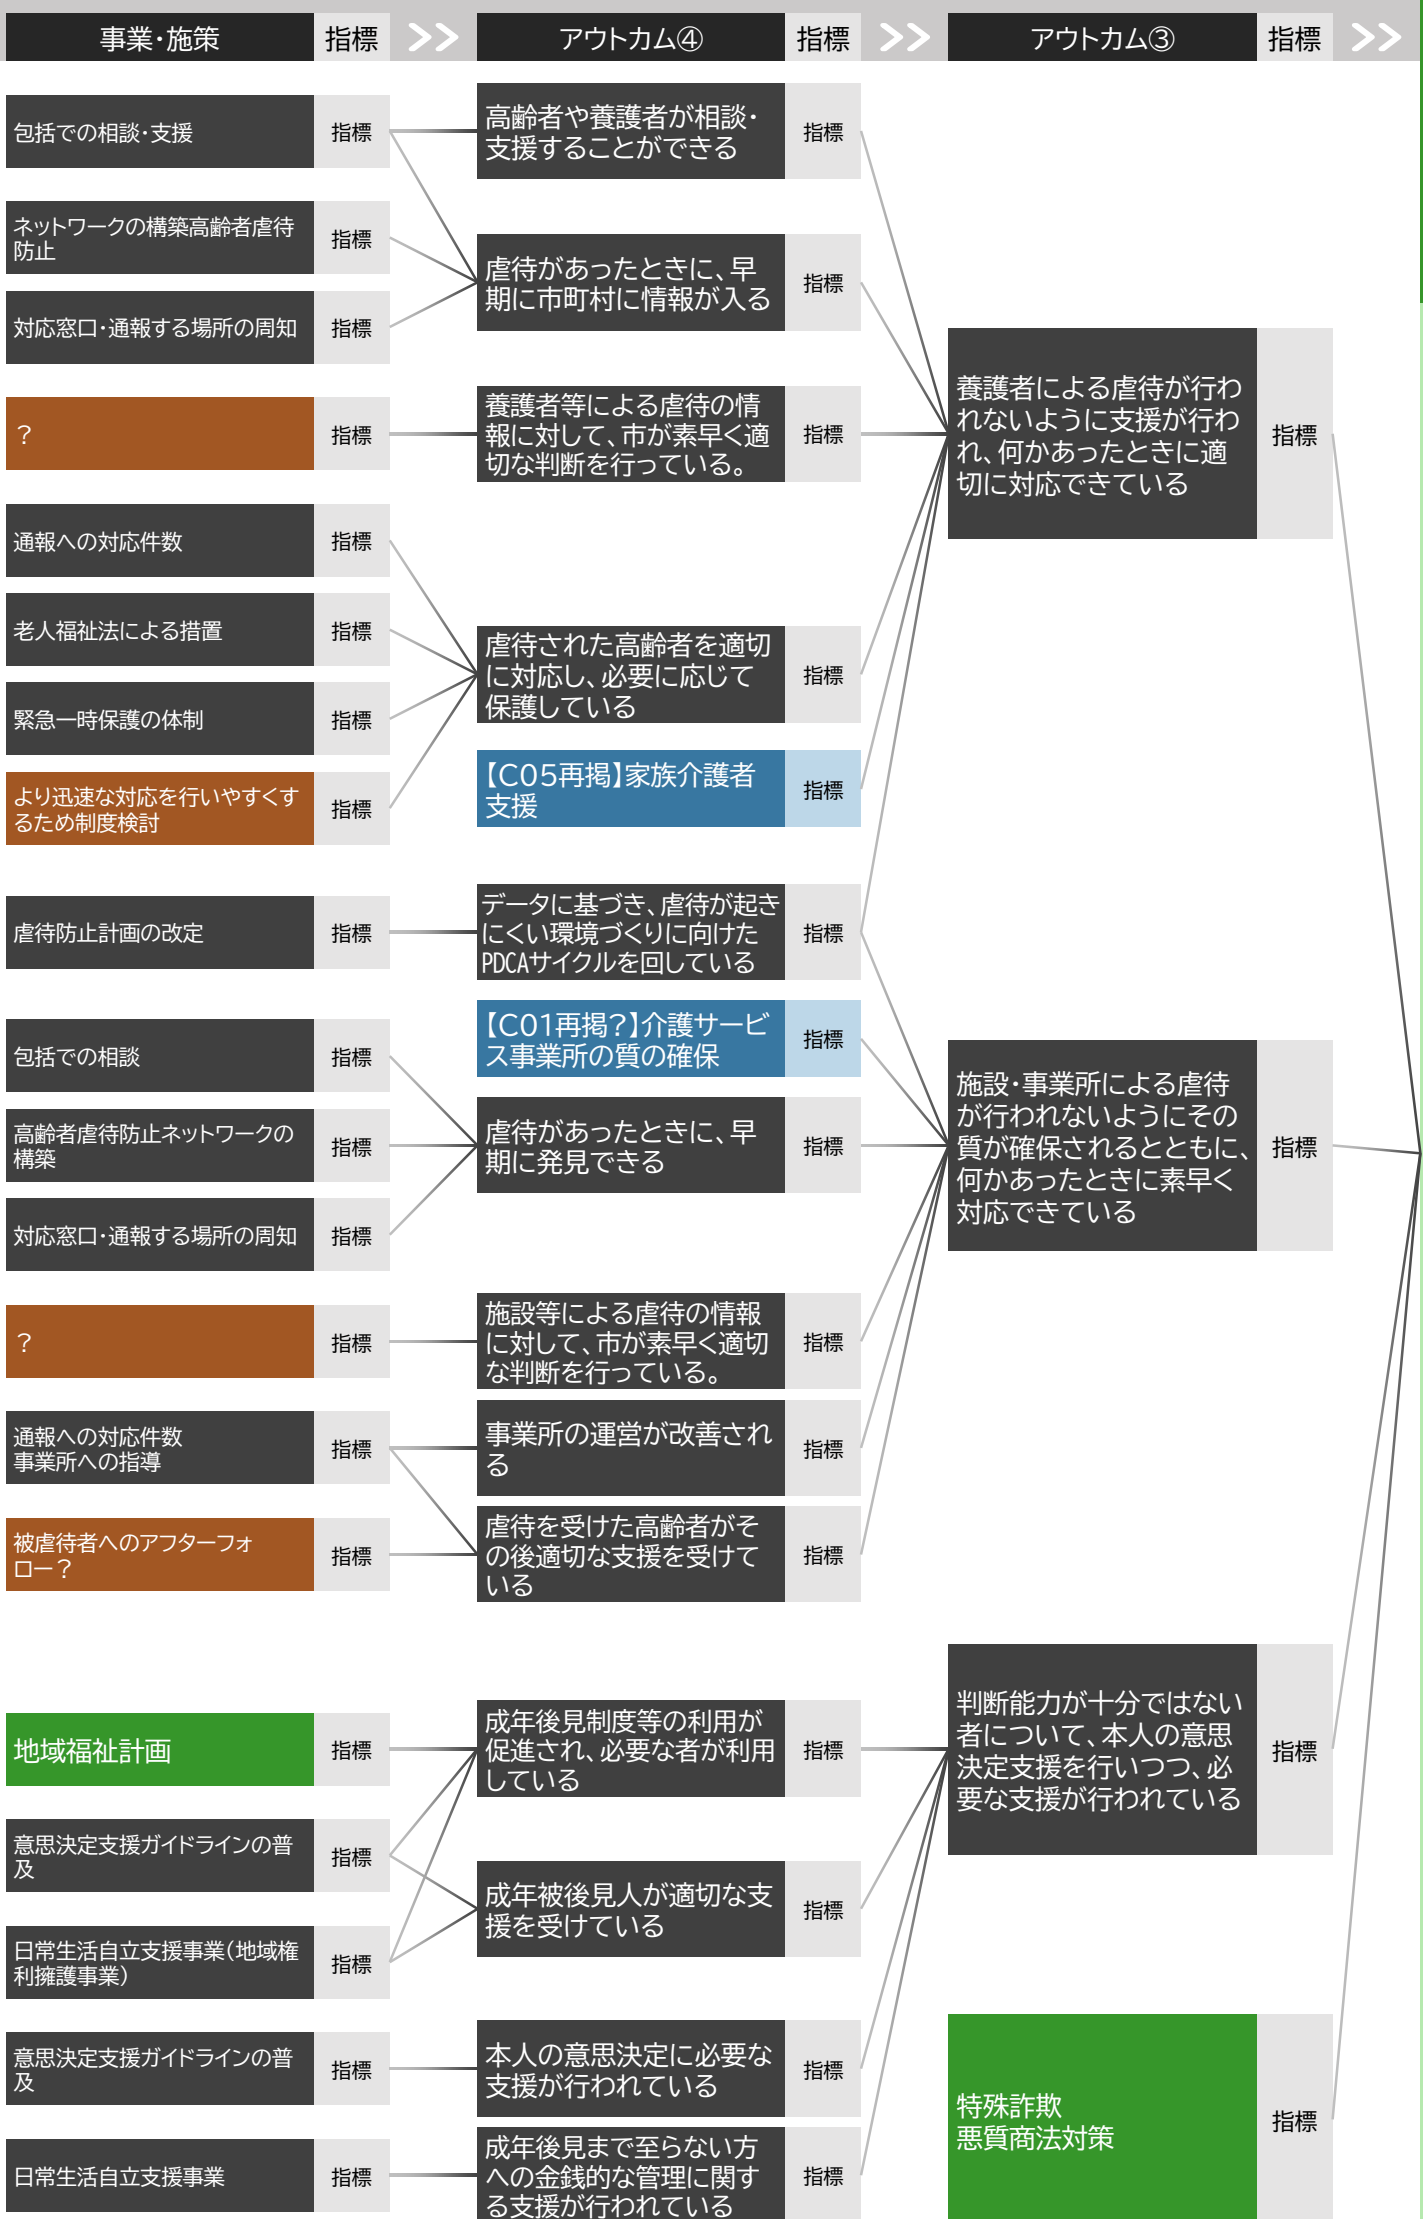 事業・施策
指標
アウトカム④
指標
アウトカム③
指標
包括での相談・支援
指標
ネットワークの構築高齢者虐待
防止
指標
対応窓口・通報する場所の周知
指標
？
指標
通報への対応件数
指標
老人福祉法による措置
指標
緊急一時保護の体制
指標
より迅速な対応を行いやすくす
るため制度検討
指標
虐待防止計画の改定
指標
包括での相談
指標
高齢者虐待防止ネットワークの
構築
指標
対応窓口・通報する場所の周知
指標
？
指標
通報への対応件数
事業所への指導
指標
被虐待者へのアフターフォ
ロー？
指標
地域福祉計画
指標
意思決定支援ガイドラインの普
及
指標
日常生活自立支援事業（地域権
利擁護事業）
指標
意思決定支援ガイドラインの普
及
指標
日常生活自立支援事業
指標
高齢者や養護者が相談・
支援することができる
指標
虐待があったときに、早
期に市町村に情報が入る
指標
養護者等による虐待の情
報に対して、市が素早く適
切な判断を行っている。
指標
虐待された高齢者を適切
に対応し、必要に応じて
保護している
指標
【C05再掲】家族介護者
支援
指標
データに基づき、虐待が起き
にくい環境づくりに向けた
PDCAサイクルを回している
指標
【C01再掲？】介護サービ
ス事業所の質の確保
指標
虐待があったときに、早
期に発見できる
指標
施設等による虐待の情報
に対して、市が素早く適切
な判断を行っている。
指標
事業所の運営が改善され
る
指標
虐待を受けた高齢者がそ
の後適切な支援を受けて
いる
指標
成年後見制度等の利用が
促進され、必要な者が利用
している
指標
成年被後見人が適切な支
援を受けている
指標
本人の意思決定に必要な
支援が行われている
指標
成年後見まで至らない方
への金銭的な管理に関す
る支援が行われている
指標
養護者による虐待が行わ
れないように支援が行わ
れ、何かあったときに適
切に対応できている
指標
施設・事業所による虐待
が行われないようにその
質が確保されるとともに、
何かあったときに素早く
対応できている
指標
判断能力が十分ではない
者について、本人の意思
決定支援を行いつつ、必
要な支援が行われている
指標
特殊詐欺
悪質商法対策
指標